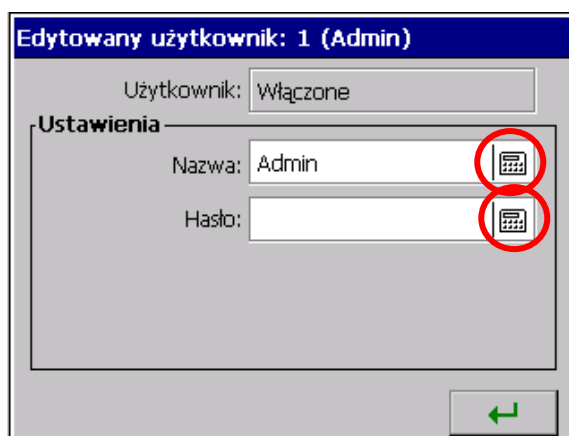 Edytowany użytkownik: 1 (Admin)
Użytkownik: Włączone
Ustawienia
Nazwa: Admin
Hasło: